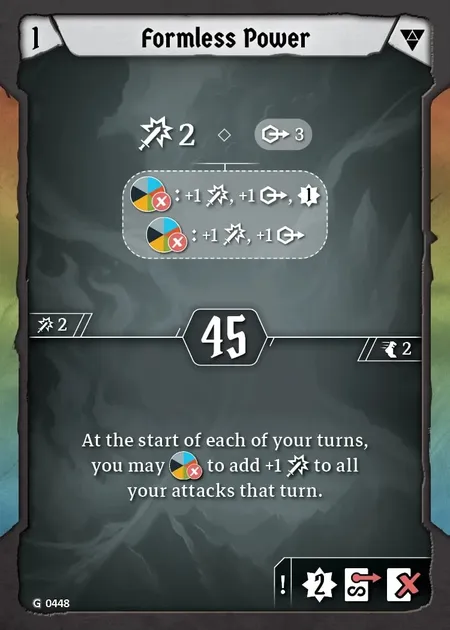 1
Formless Power
2 3
: +1 , +1 , 1
: +1 , +1
2
45
2
At the start of each of your turns,
you may to add +1 to all
your attacks that turn.
! 2
G 0448